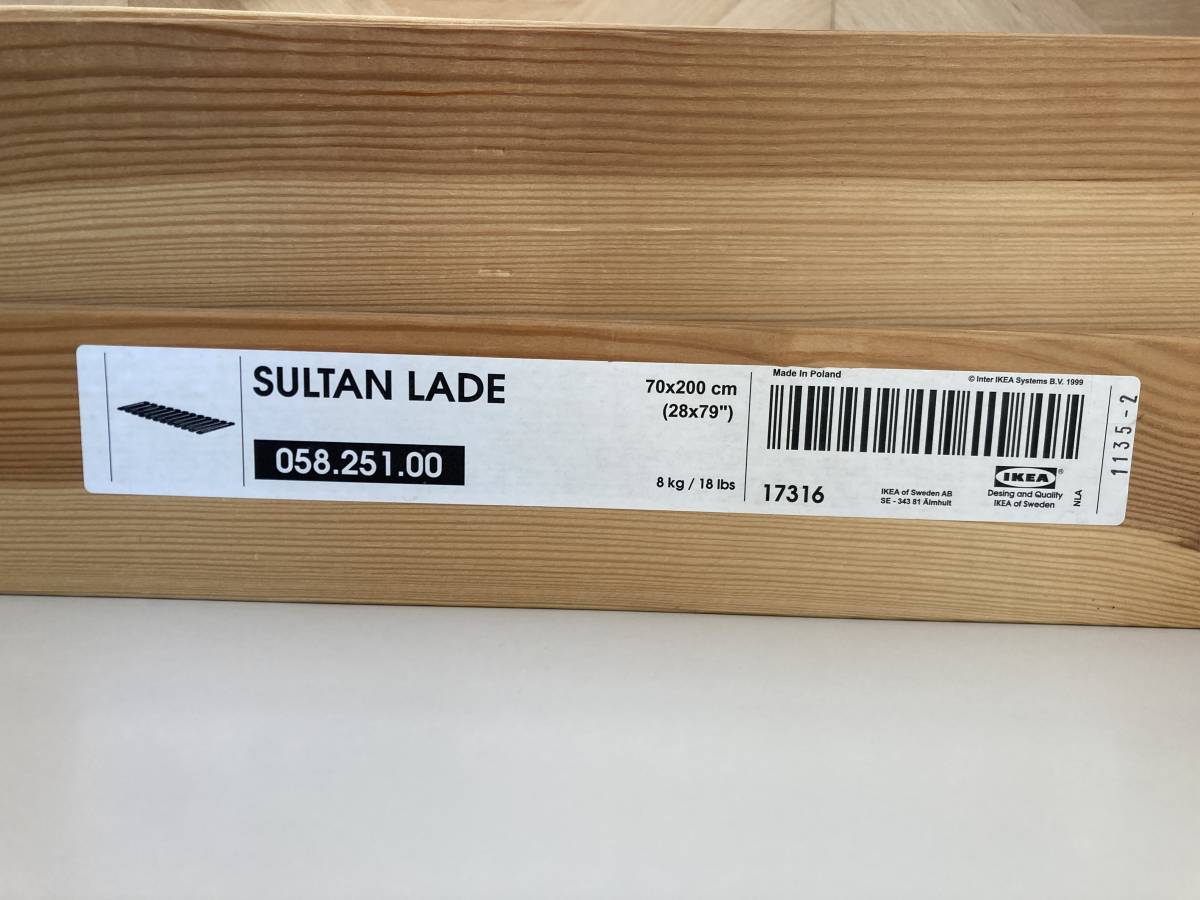 SULTAN LADE
058.251.00
70x200 cm
(28x79")
8 kg / 18 lbs
Made In Poland
© Inter IKEA Systems B.V. 1999
17316
IKEA of Sweden AB
SE - 343 81 Älmhult
IKEA®
Desing and Quality
IKEA of Sweden
NLA
1135-2